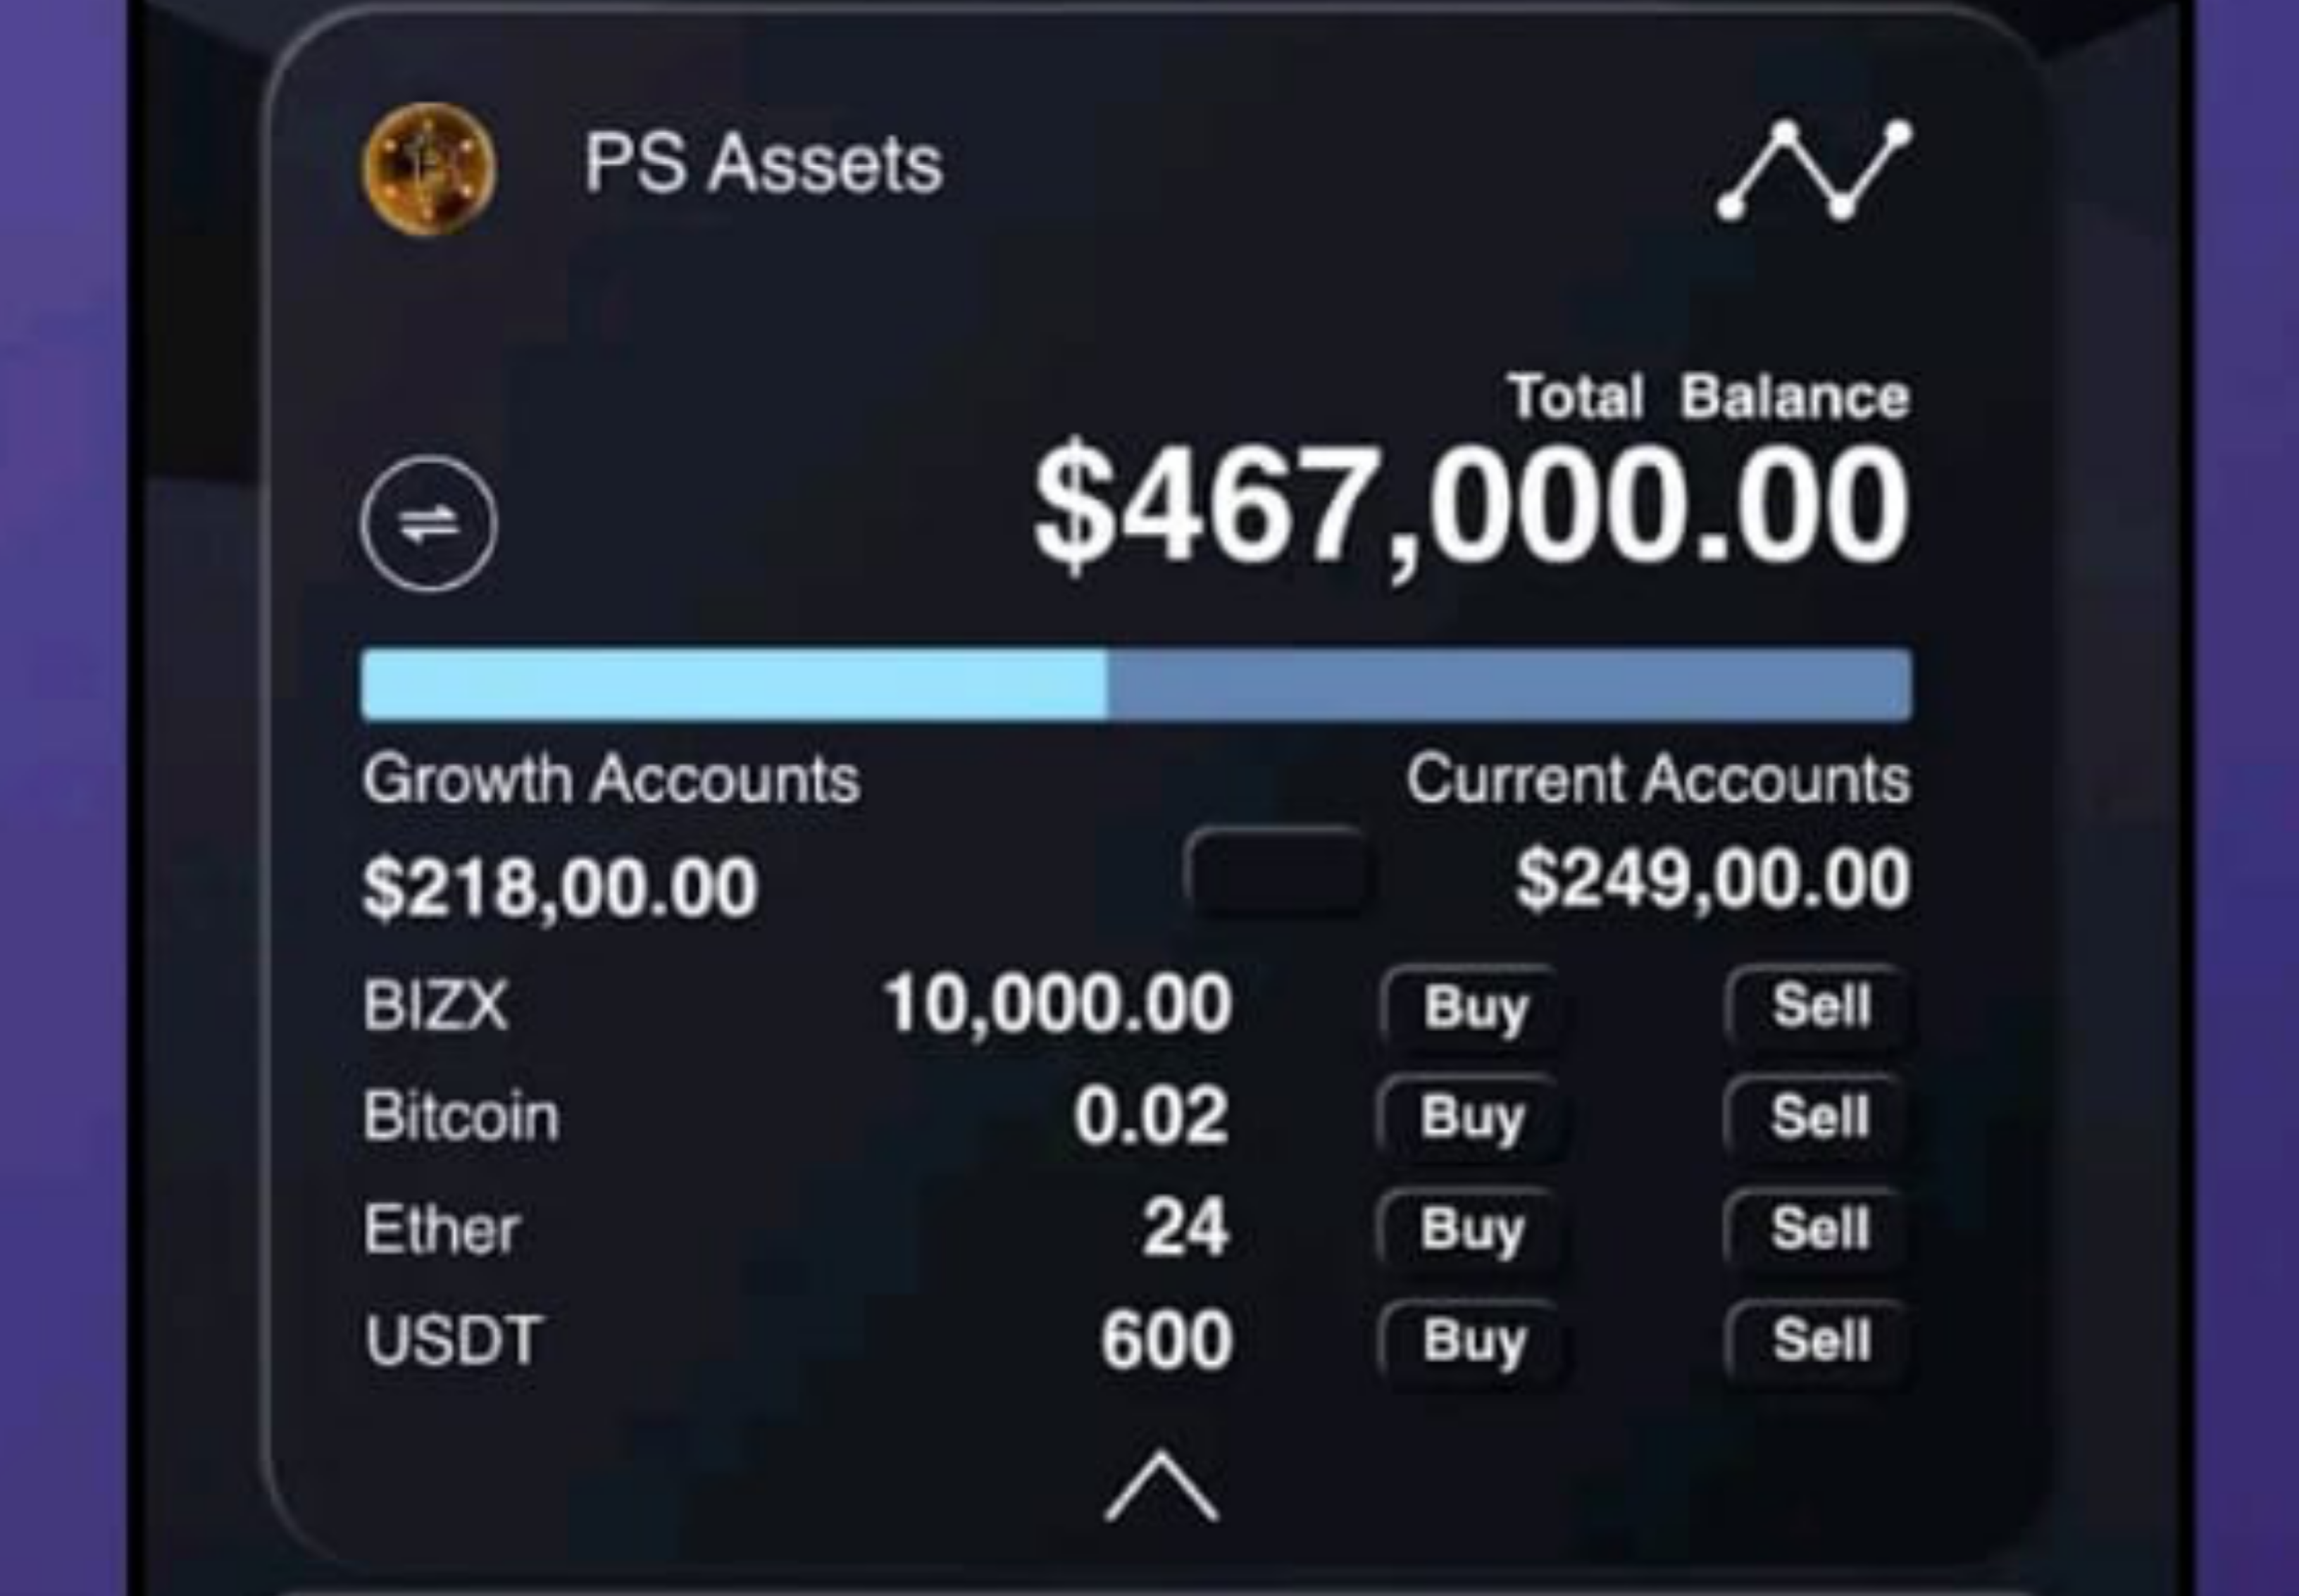 PS Assets
Total Balance
$467,000.00
Growth Accounts Current Accounts
$218,00.00 $249,00.00
BIZX 10,000.00 Buy Sell
Bitcoin 0.02 Buy Sell
Ether 24 Buy Sell
USDT 600 Buy Sell